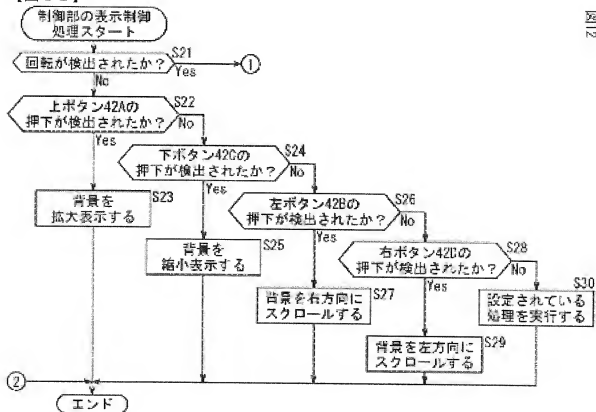 制御部の表示制御
処理スタート
S21
回転が検出されたか？
Yes
①
No
S22
上ボタン42Aの
押下が検出されたか？
No
Yes
S24
下ボタン42Cの
押下が検出されたか？
No
Yes
S23
背景を
拡大表示する
S26
左ボタン42Bの
押下が検出されたか？
No
Yes
S25
背景を
縮小表示する
S28
右ボタン42Dの
押下が検出されたか？
No
Yes
S27
背景を右方向に
スクロールする
S30
設定されている
処理を実行する
S29
背景を左方向に
スクロールする
②
エンド
図12